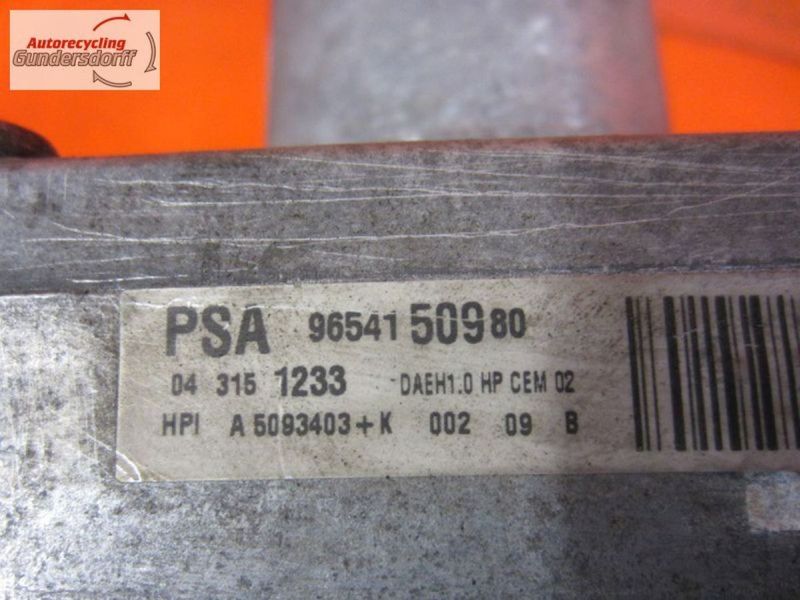 Autorecycling
Gundersdorff
PSA 96541 509 80
04 315 1233 DAEH1.0 HP CEM 02
HPI A 5093403+K 002 09 B